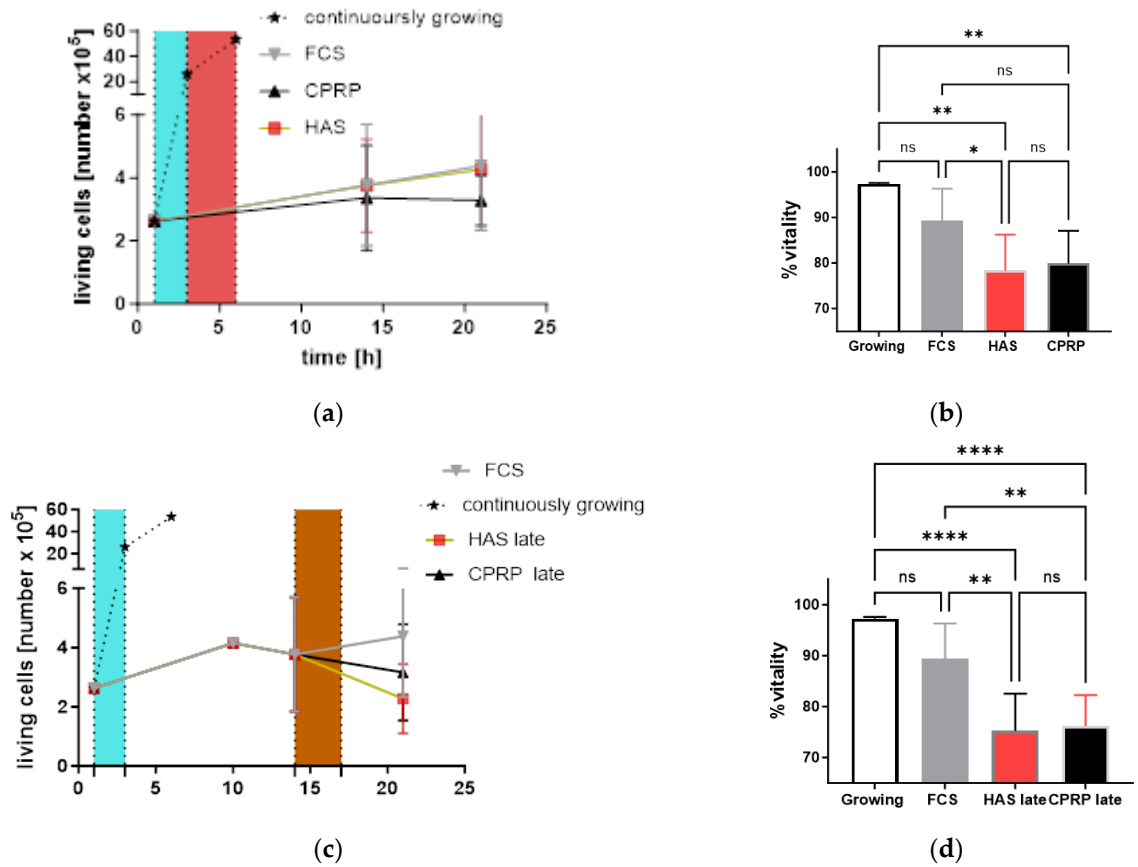 continuoursly growing
FCS
CPRP
HAS
living cells [number x10⁵]
60
40
20
6
4
2
0
0 5 10 15 20 25
time [h]
(a)
**
ns
**
ns * ns
% vitality
100
90
80
70
Growing FCS HAS CPRP
(b)
FCS
continuously growing
HAS late
CPRP late
living cells [number x 10⁵]
60
40
20
6
4
2
0
0 5 10 15 20 25
(c)
****
**
****
ns ** ns
% vitality
100
90
80
70
Growing FCS HAS late CPRP late
(d)